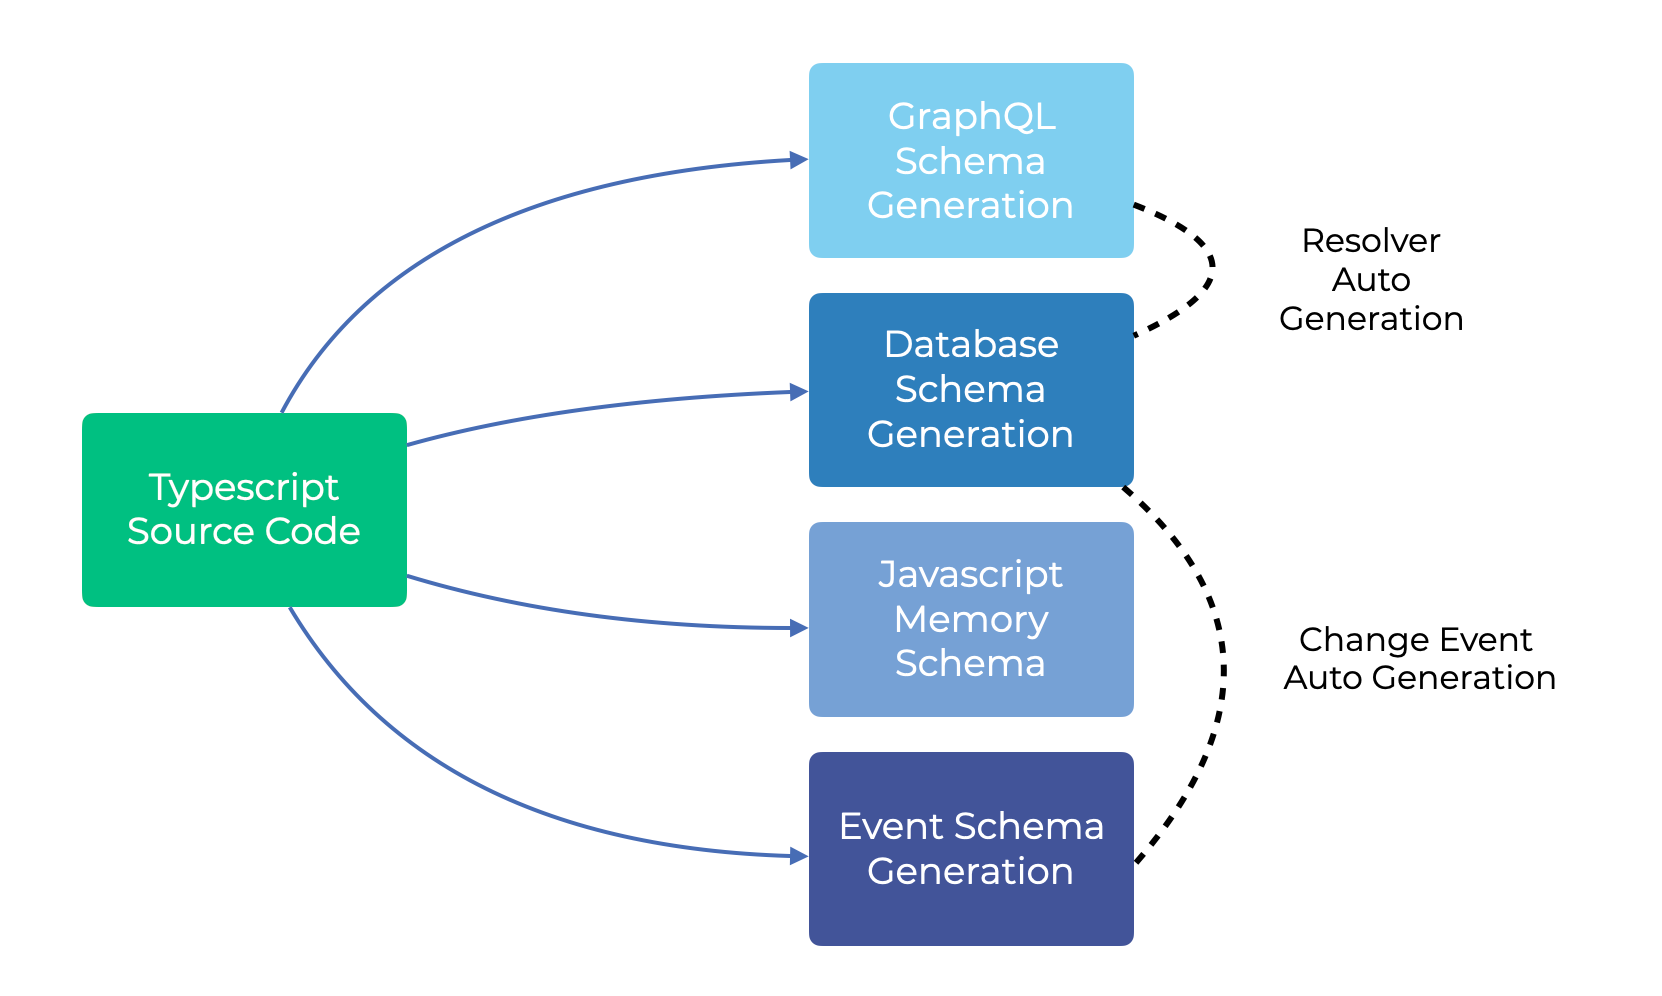 GraphQL
Schema
Generation
Resolver
Auto
Generation
Database
Schema
Generation
Typescript
Source Code
Javascript
Memory
Schema
Change Event
Auto Generation
Event Schema
Generation